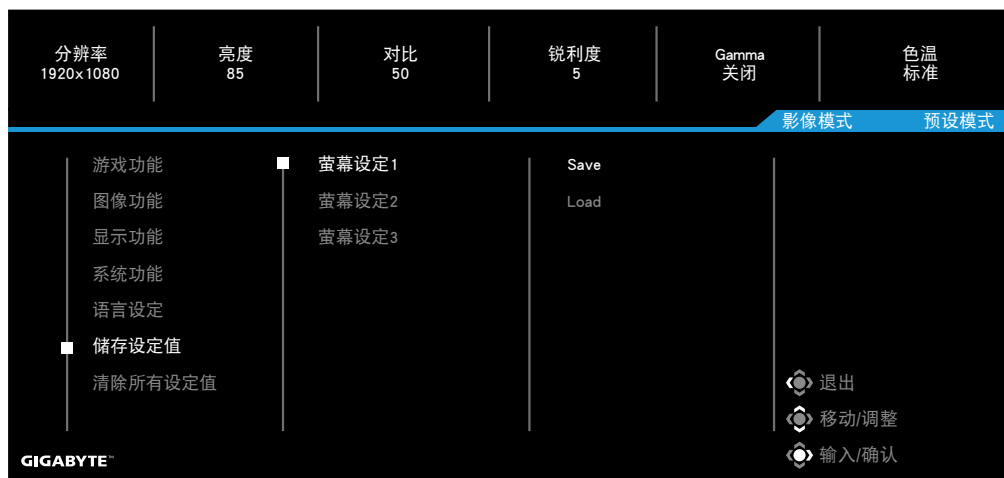 分辨率
1920x1080
亮度
85
对比
50
锐利度
5
Gamma
关闭
色温
标准
影像模式
预设模式
游戏功能
图像功能
显示功能
系统功能
语言设定
储存设定值
清除所有设定值
萤幕设定1
萤幕设定2
萤幕设定3
Save
Load
退出
移动/调整
输入/确认
GIGABYTE™